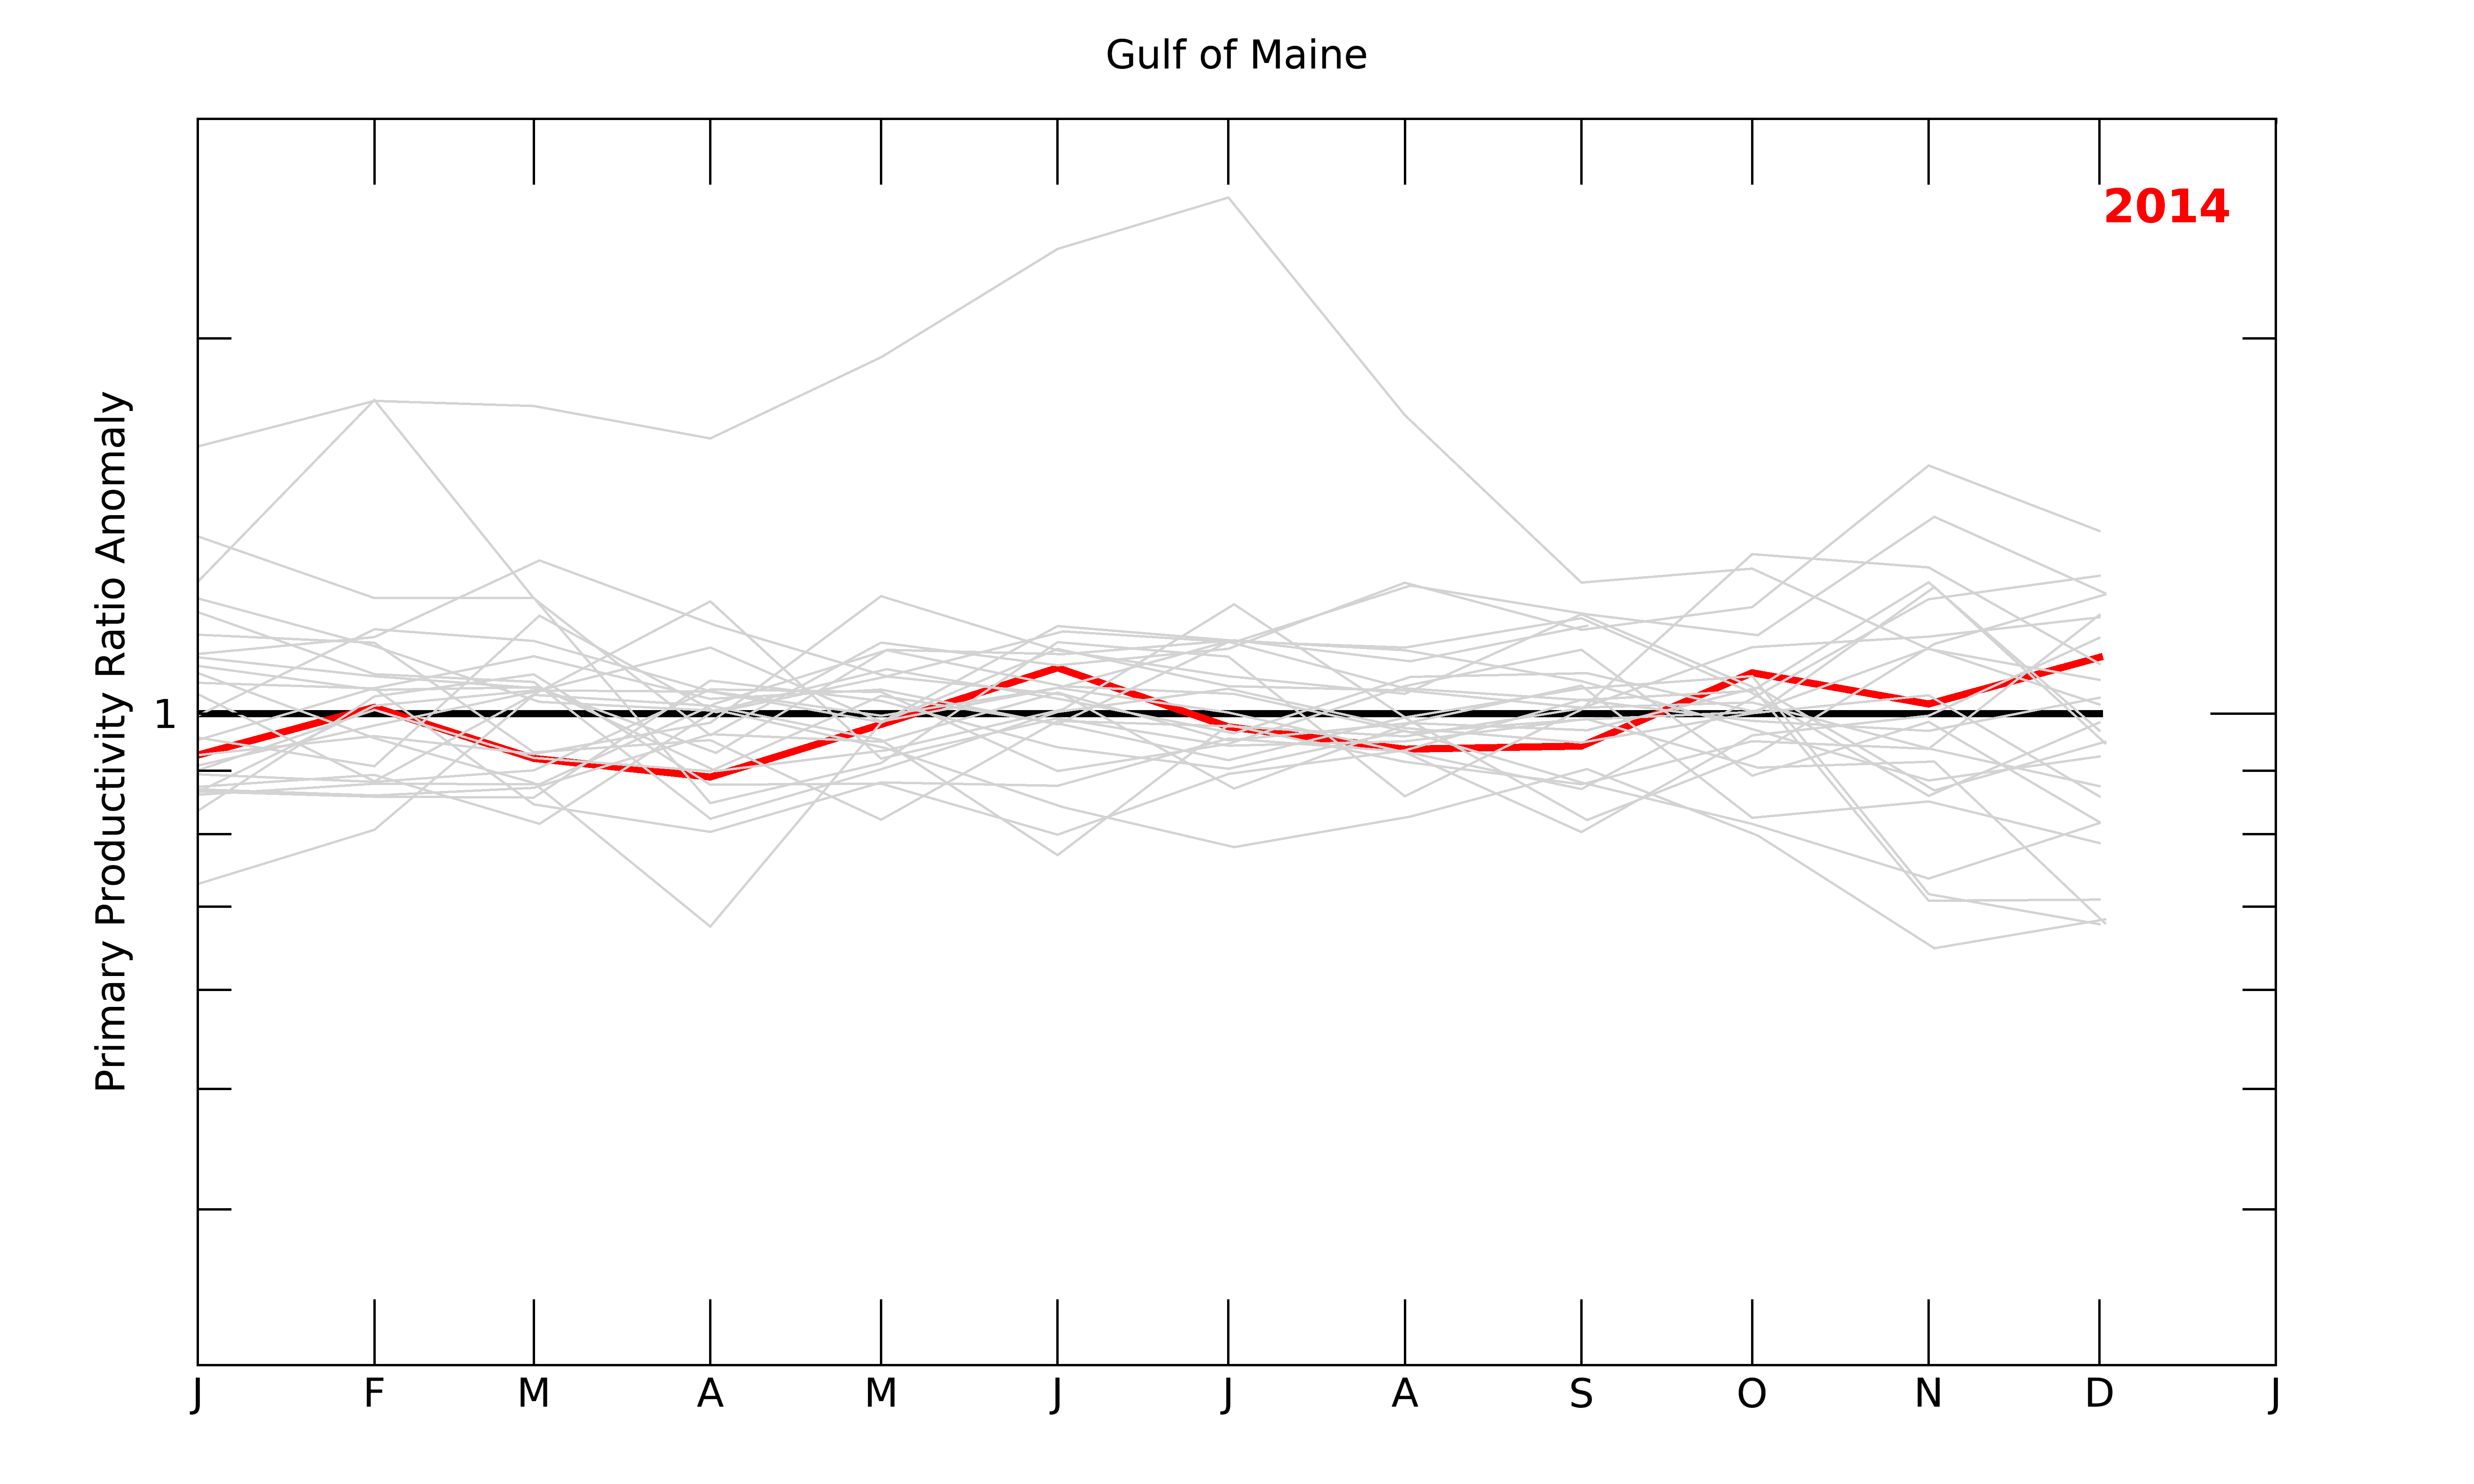 Gulf of Maine
2014
Primary Productivity Ratio Anomaly
1
J F M A M J J A S O N D J